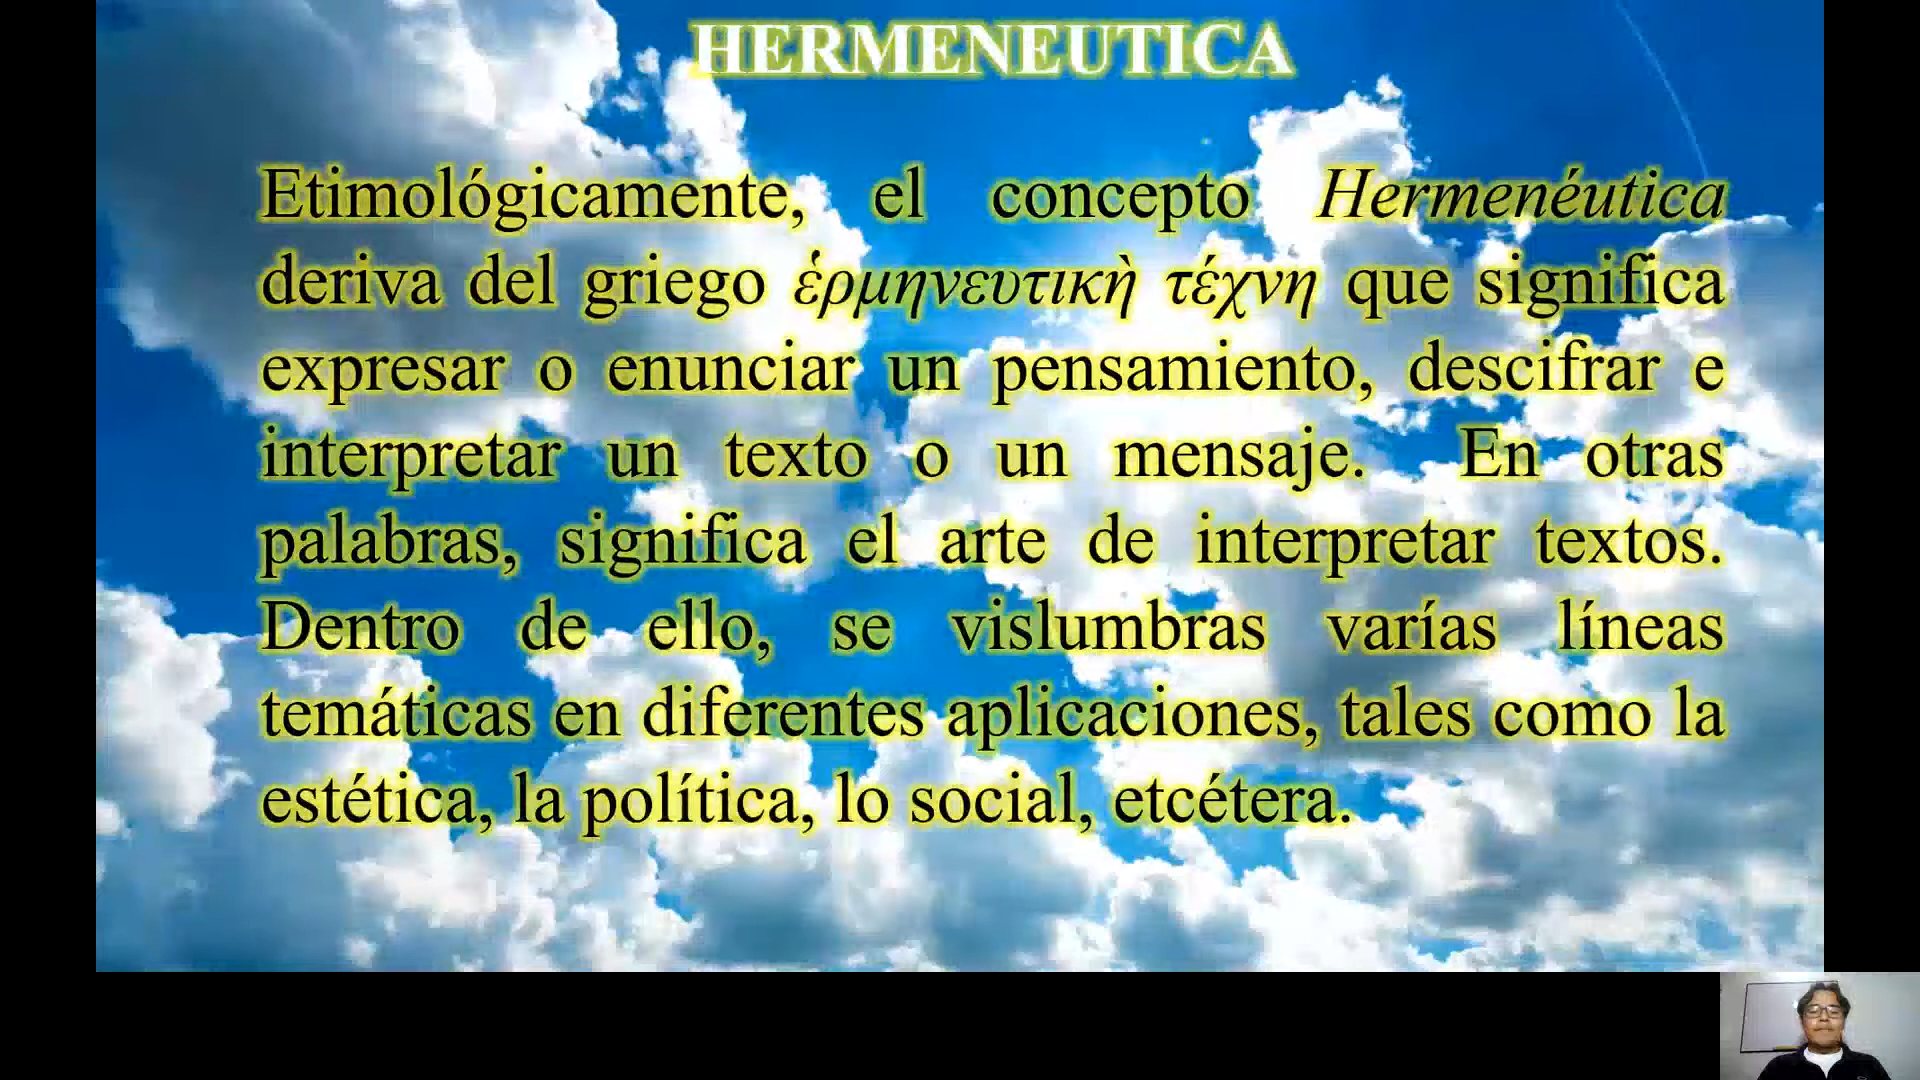 HERMENEUTICA
Etimológicamente, el concepto Hermenéutica
deriva del griego ἑρμηνευτικὴ τέχνη que significa
expresar o enunciar un pensamiento, descifrar e
interpretar un texto o un mensaje. En otras
palabras, significa el arte de interpretar textos.
Dentro de ello, se vislumbras varías líneas
temáticas en diferentes aplicaciones, tales como la
estética, la política, lo social, etcétera.